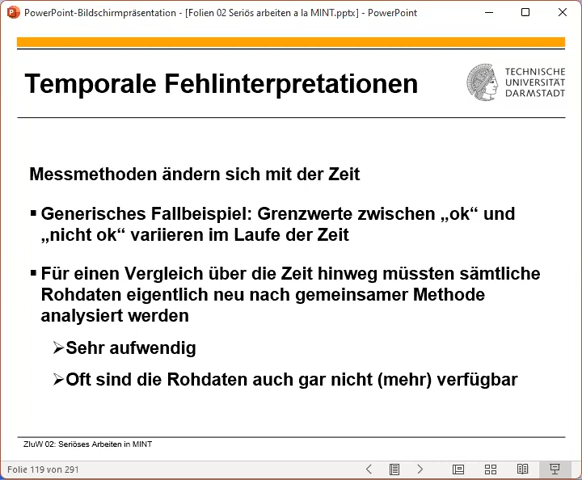 PowerPoint-Bildschirmpräsentation - [Folien 02 Seriös arbeiten a la MINT.pptx] - PowerPoint
Temporale Fehlinterpretationen
TECHNISCHE
UNIVERSITÄT
DARMSTADT
Messmethoden ändern sich mit der Zeit
▪ Generisches Fallbeispiel: Grenzwerte zwischen „ok“ und
„nicht ok“ variieren im Laufe der Zeit
▪ Für einen Vergleich über die Zeit hinweg müssten sämtliche
Rohdaten eigentlich neu nach gemeinsamer Methode
analysiert werden
➢Sehr aufwendig
➢Oft sind die Rohdaten auch gar nicht (mehr) verfügbar
ZIuW 02: Seriöses Arbeiten in MINT
Folie 119 von 291